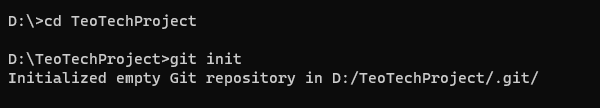 D:\>cd TeoTechProject
D:\TeoTechProject>git init
Initialized empty Git repository in D:/TeoTechProject/.git/